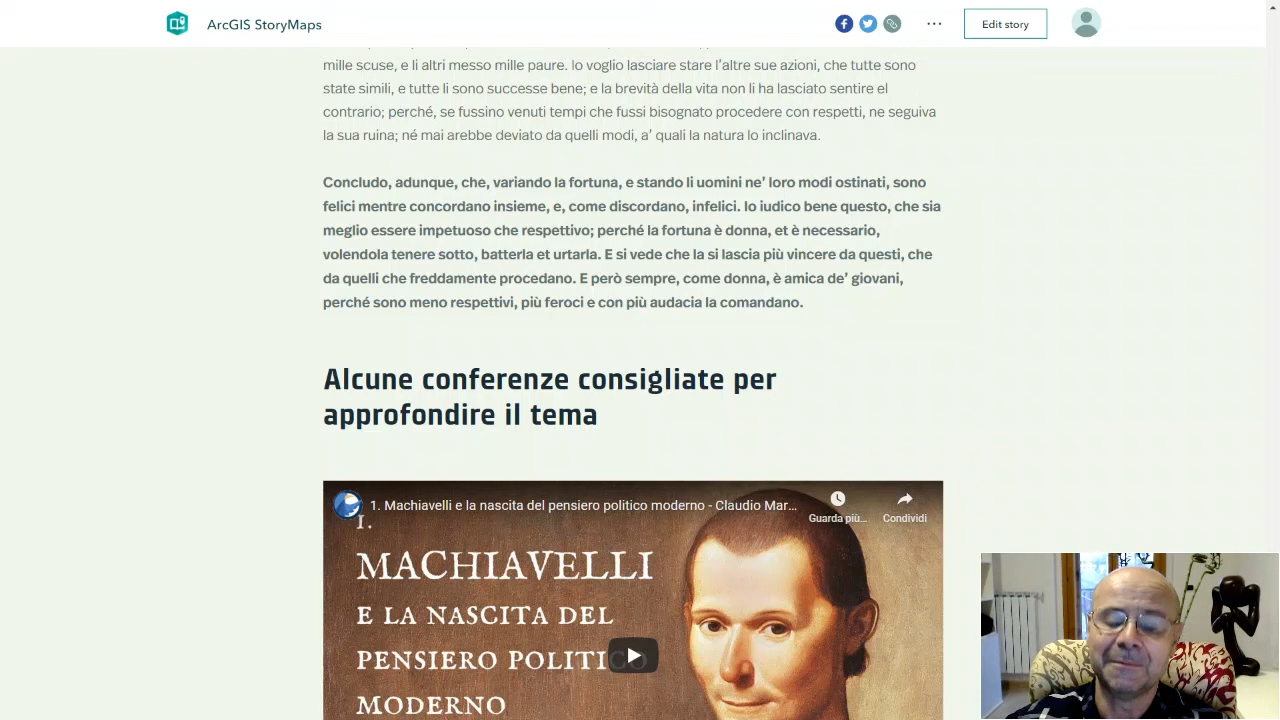 ArcGIS StoryMaps
Edit story
mille scuse, e li altri messo mille paure. Io voglio lasciare stare l'altre sue azioni, che tutte sono
state simili, e tutte li sono successe bene; e la brevità della vita non li ha lasciato sentire el
contrario; perché, se fussino venuti tempi che fussi bisognato procedere con respetti, ne seguiva
la sua ruina; né mai arebbe deviato da quelli modi, a' quali la natura lo inclinava.
Concludo, adunque, che, variando la fortuna, e stando li uomini ne' loro modi ostinati, sono
felici mentre concordano insieme, e, come discordano, infelici. Io iudico bene questo, che sia
meglio essere impetuoso che respettivo; perché la fortuna è donna, et è necessario,
volendola tenere sotto, batterla et urtarla. E si vede che la si lascia più vincere da questi, che
da quelli che freddamente procedano. E però sempre, come donna, è amica de' giovani,
perché sono meno respettivi, più feroci e con più audacia la comandano.
Alcune conferenze consigliate per
approfondire il tema
1. Machiavelli e la nascita del pensiero politico moderno - Claudio Mar...
Guarda più...
Condividi
I.
MACHIAVELLI
E LA NASCITA DEL
PENSIERO POLITICO
MODERNO